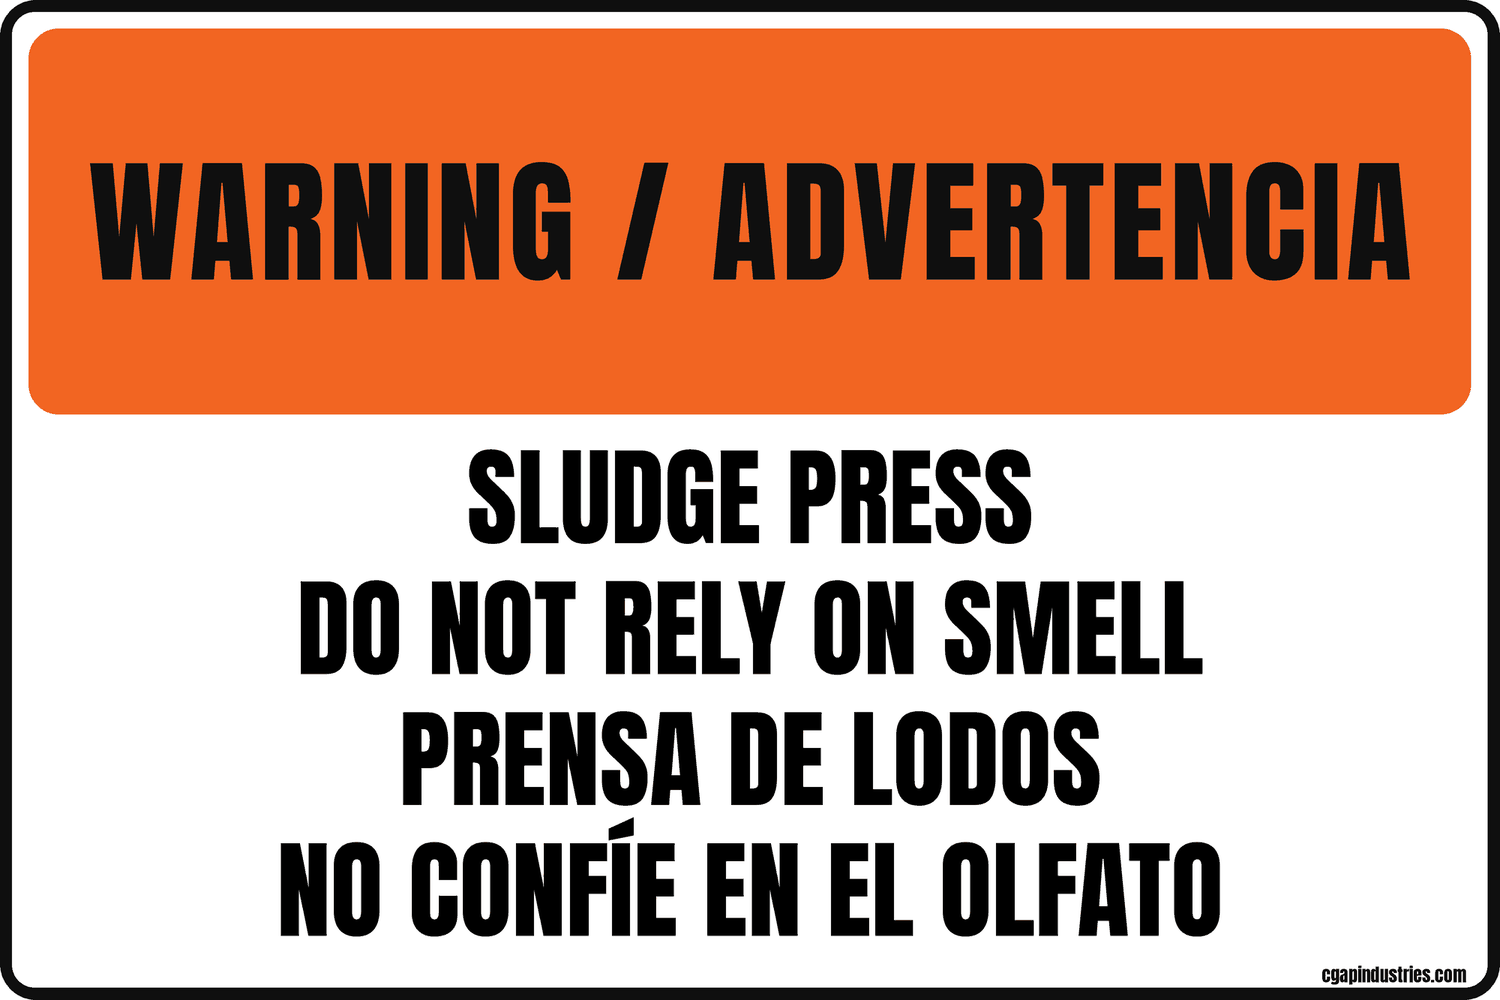 WARNING / ADVERTENCIA
SLUDGE PRESS
DO NOT RELY ON SMELL
PRENSA DE LODOS
NO CONFÍE EN EL OLFATO
cgapindustries.com